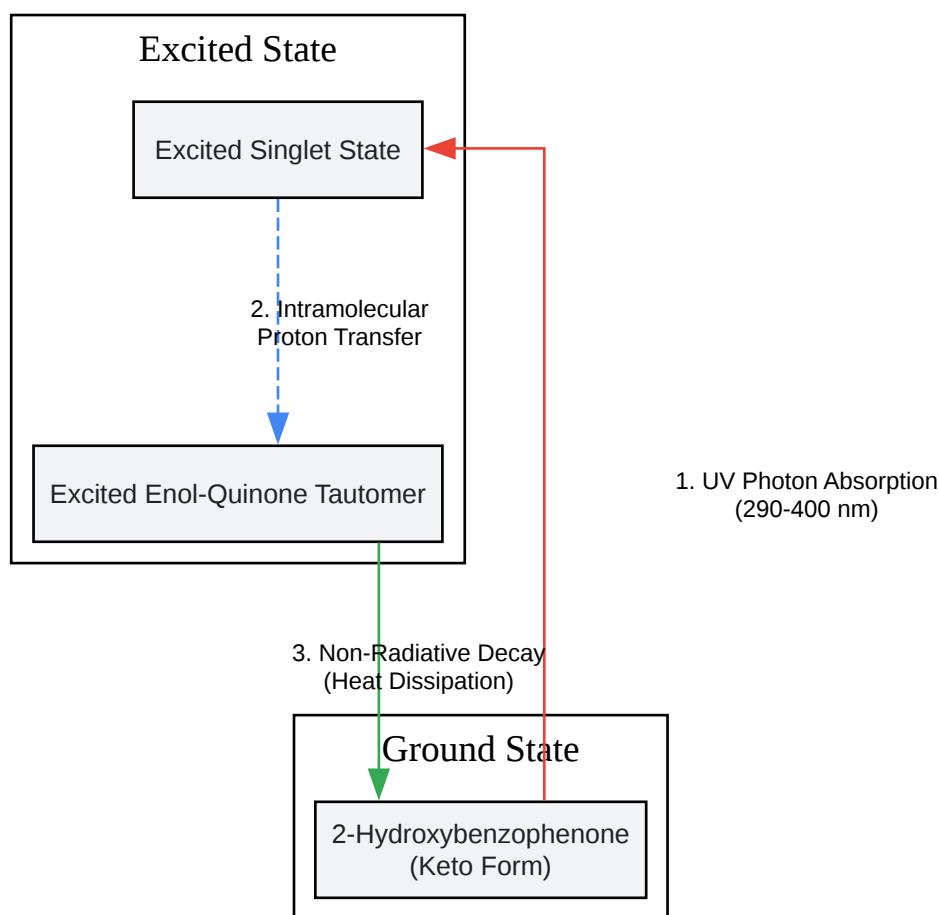 Excited State
Excited Singlet State
2. Intramolecular
Proton Transfer
Excited Enol-Quinone Tautomer
1. UV Photon Absorption
(290-400 nm)
3. Non-Radiative Decay
(Heat Dissipation)
Ground State
2-Hydroxybenzophenone
(Keto Form)